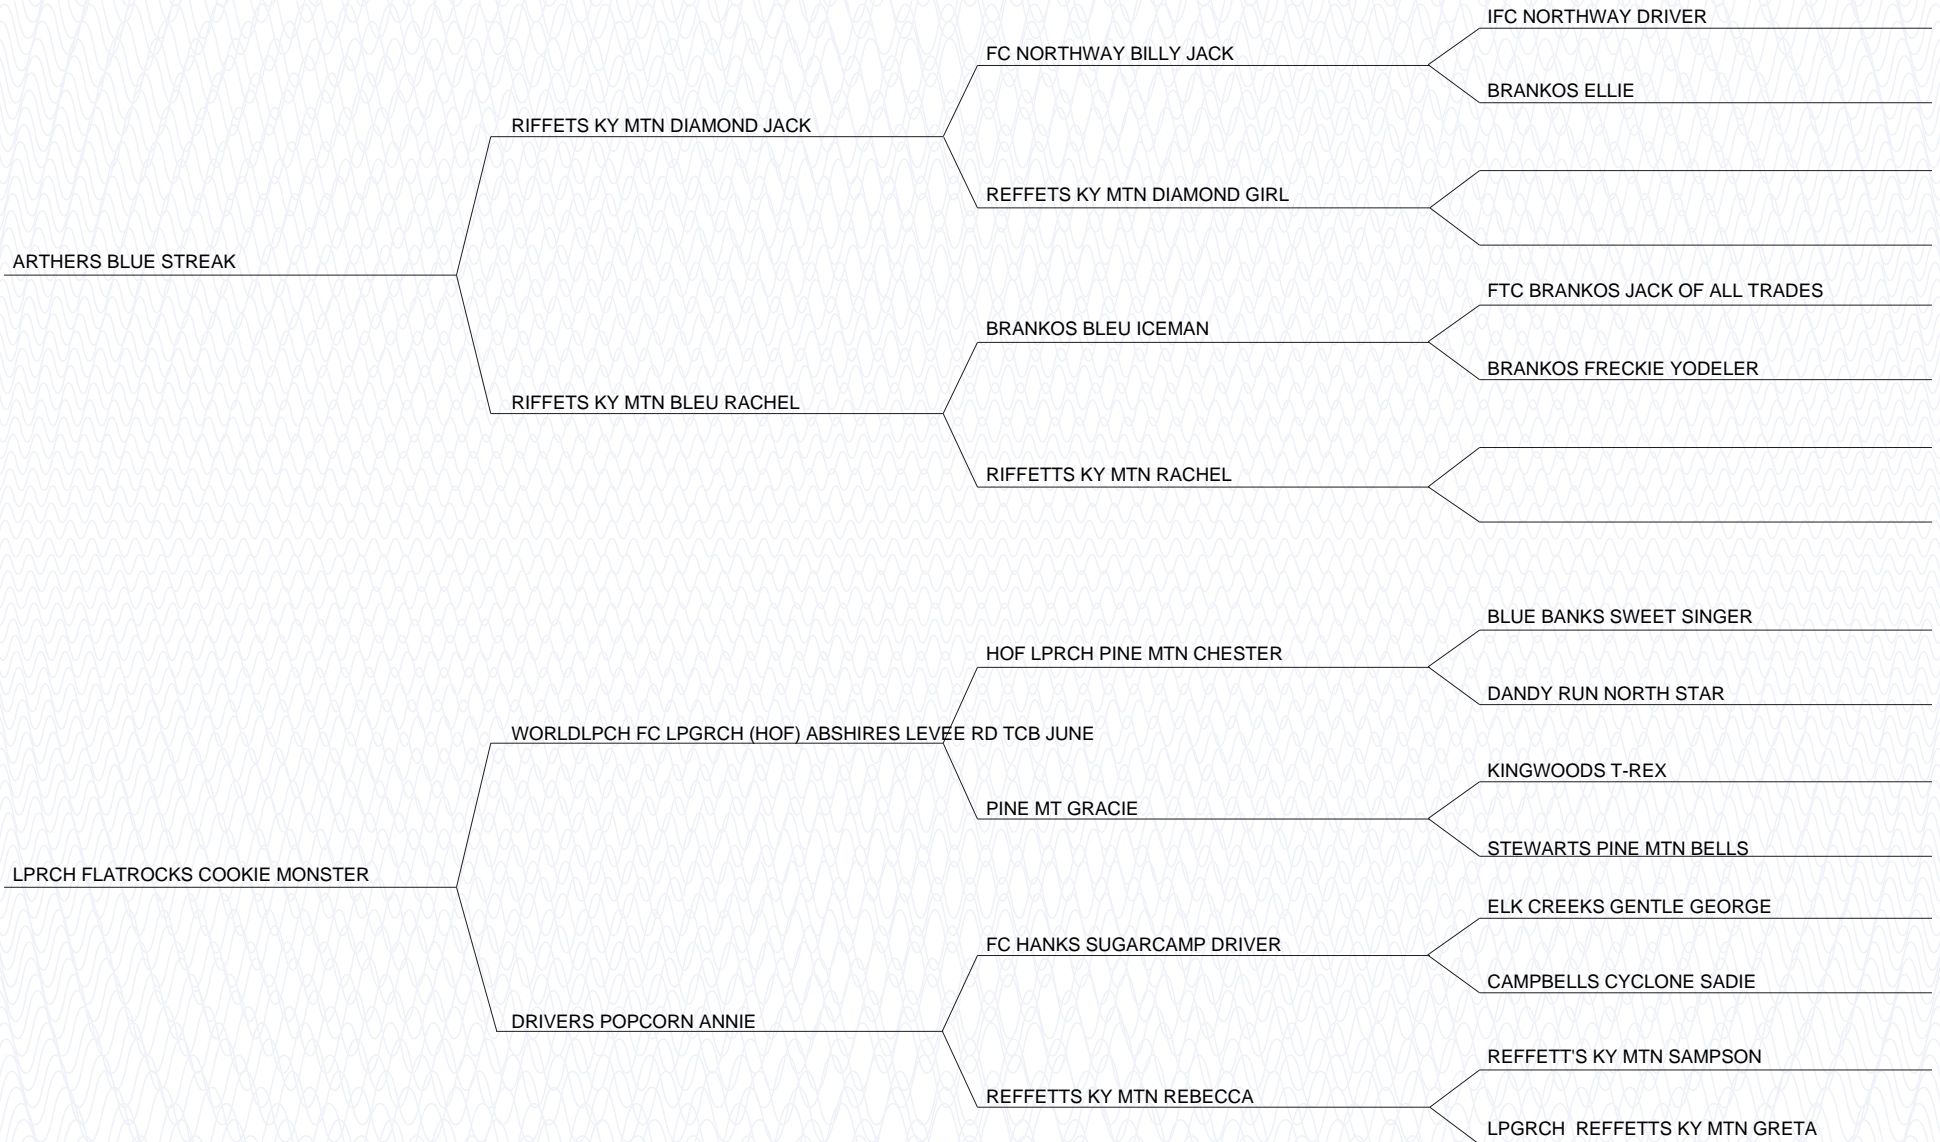 IFC NORTHWAY DRIVER
FC NORTHWAY BILLY JACK
BRANKOS ELLIE
RIFFETS KY MTN DIAMOND JACK
REFFETS KY MTN DIAMOND GIRL
ARTHERS BLUE STREAK
FTC BRANKOS JACK OF ALL TRADES
BRANKOS BLEU ICEMAN
BRANKOS FRECKIE YODELER
RIFFETS KY MTN BLEU RACHEL
RIFFETTS KY MTN RACHEL
BLUE BANKS SWEET SINGER
HOF LPRCH PINE MTN CHESTER
DANDY RUN NORTH STAR
WORLDLPCH FC LPGRCH (HOF) ABSHIRES LEVEE RD TCB JUNE
KINGWOODS T-REX
PINE MT GRACIE
STEWARTS PINE MTN BELLS
LPRCH FLATROCKS COOKIE MONSTER
ELK CREEKS GENTLE GEORGE
FC HANKS SUGARCAMP DRIVER
CAMPBELLS CYCLONE SADIE
DRIVERS POPCORN ANNIE
REFFETT'S KY MTN SAMPSON
REFFETTS KY MTN REBECCA
LPGRCH  REFFETTS KY MTN GRETA